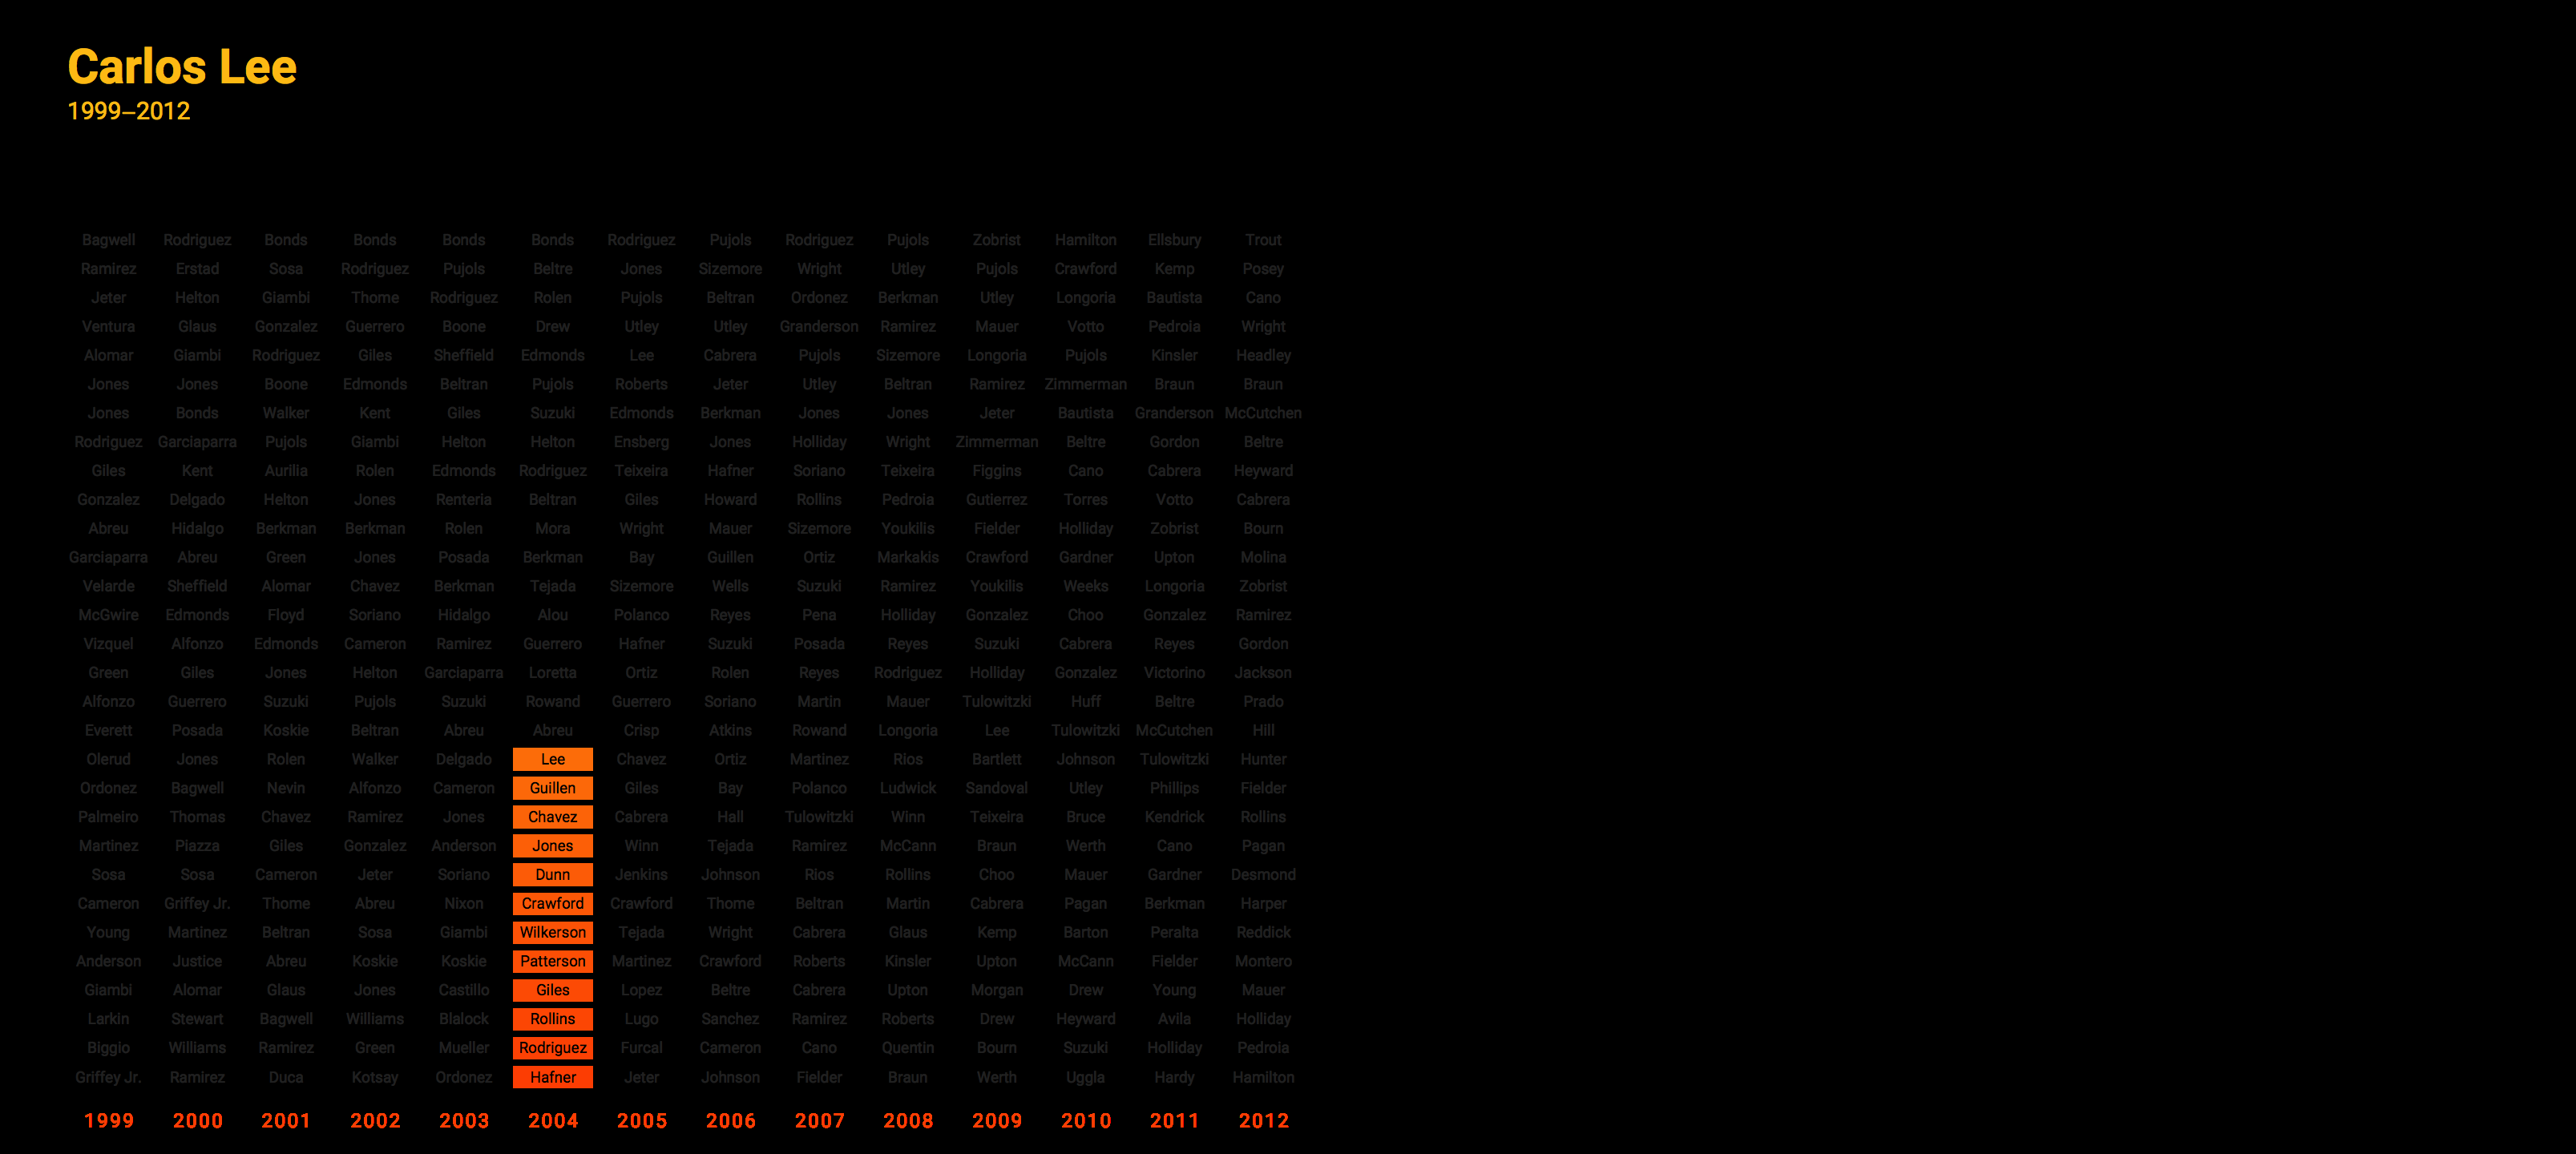 Carlos Lee
1999–2012
Bagwell Rodriguez Bonds Bonds Bonds Bonds Rodriguez Pujols Rodriguez Pujols Zobrist Hamilton Ellsbury Trout
Ramirez Erstad Sosa Rodriguez Pujols Beltre Jones Sizemore Wright Utley Pujols Crawford Kemp Posey
Jeter Helton Giambi Thome Rodriguez Rolen Pujols Beltran Ordonez Berkman Utley Longoria Bautista Cano
Ventura Glaus Gonzalez Guerrero Boone Drew Utley Utley Granderson Ramirez Mauer Votto Pedroia Wright
Alomar Giambi Rodriguez Giles Sheffield Edmonds Lee Cabrera Pujols Sizemore Longoria Pujols Kinsler Headley
Jones Jones Boone Edmonds Beltran Pujols Roberts Jeter Utley Beltran Ramirez Zimmerman Braun Braun
Jones Bonds Walker Kent Giles Suzuki Edmonds Berkman Jones Jones Jeter Bautista Granderson McCutchen
Rodriguez Garciaparra Pujols Giambi Helton Helton Ensberg Jones Holliday Wright Zimmerman Beltre Gordon Beltre
Giles Kent Aurilia Rolen Edmonds Rodriguez Teixeira Hafner Soriano Teixeira Figgins Cano Cabrera Heyward
Gonzalez Delgado Helton Jones Renteria Beltran Giles Howard Rollins Pedroia Gutierrez Torres Votto Cabrera
Abreu Hidalgo Berkman Berkman Rolen Mora Wright Mauer Sizemore Youkilis Fielder Holliday Zobrist Bourn
Garciaparra Abreu Green Jones Posada Berkman Bay Guillen Ortiz Markakis Crawford Gardner Upton Molina
Velarde Sheffield Alomar Chavez Berkman Tejada Sizemore Wells Suzuki Ramirez Youkilis Weeks Longoria Zobrist
McGwire Edmonds Floyd Soriano Hidalgo Alou Polanco Reyes Pena Holliday Gonzalez Choo Gonzalez Ramirez
Vizquel Alfonzo Edmonds Cameron Ramirez Guerrero Hafner Suzuki Posada Reyes Suzuki Cabrera Reyes Gordon
Green Giles Jones Helton Garciaparra Loretta Ortiz Rolen Reyes Rodriguez Holliday Gonzalez Victorino Jackson
Alfonzo Guerrero Suzuki Pujols Suzuki Rowand Guerrero Soriano Martin Mauer Tulowitzki Huff Beltre Prado
Everett Posada Koskie Beltran Abreu Abreu Crisp Atkins Rowand Longoria Lee Tulowitzki McCutchen Hill
Olerud Jones Rolen Walker Delgado Lee Chavez Ortiz Martinez Rios Bartlett Johnson Tulowitzki Hunter
Ordonez Bagwell Nevin Alfonzo Cameron Guillen Giles Bay Polanco Ludwick Sandoval Utley Phillips Fielder
Palmeiro Thomas Chavez Ramirez Jones Chavez Cabrera Hall Tulowitzki Winn Teixeira Bruce Kendrick Rollins
Martinez Piazza Giles Gonzalez Anderson Jones Winn Tejada Ramirez McCann Braun Werth Cano Pagan
Sosa Sosa Cameron Jeter Soriano Dunn Jenkins Johnson Rios Rollins Choo Mauer Gardner Desmond
Cameron Griffey Jr. Thome Abreu Nixon Crawford Crawford Thome Beltran Martin Cabrera Pagan Berkman Harper
Young Martinez Beltran Sosa Giambi Wilkerson Tejada Wright Cabrera Glaus Kemp Barton Peralta Reddick
Anderson Justice Abreu Koskie Koskie Patterson Martinez Crawford Roberts Kinsler Upton McCann Fielder Montero
Giambi Alomar Glaus Jones Castillo Giles Lopez Beltre Cabrera Upton Morgan Drew Young Mauer
Larkin Stewart Bagwell Williams Blalock Rollins Lugo Sanchez Ramirez Roberts Drew Heyward Avila Holliday
Biggio Williams Ramirez Green Mueller Rodriguez Furcal Cameron Cano Quentin Bourn Suzuki Holliday Pedroia
Griffey Jr. Ramirez Duca Kotsay Ordonez Hafner Jeter Johnson Fielder Braun Werth Uggla Hardy Hamilton
1999 2000 2001 2002 2003 2004 2005 2006 2007 2008 2009 2010 2011 2012